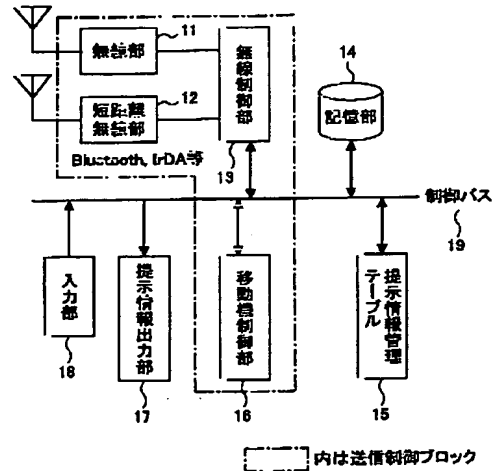 無線部
11
短距離無線部
12
Bluetooth, IrDA等
無線制御部
13
14
記憶部
制御バス
19
入力部
18
提示情報出力部
17
移動機制御部
16
提示情報管理テーブル
15
内は送信制御ブロック